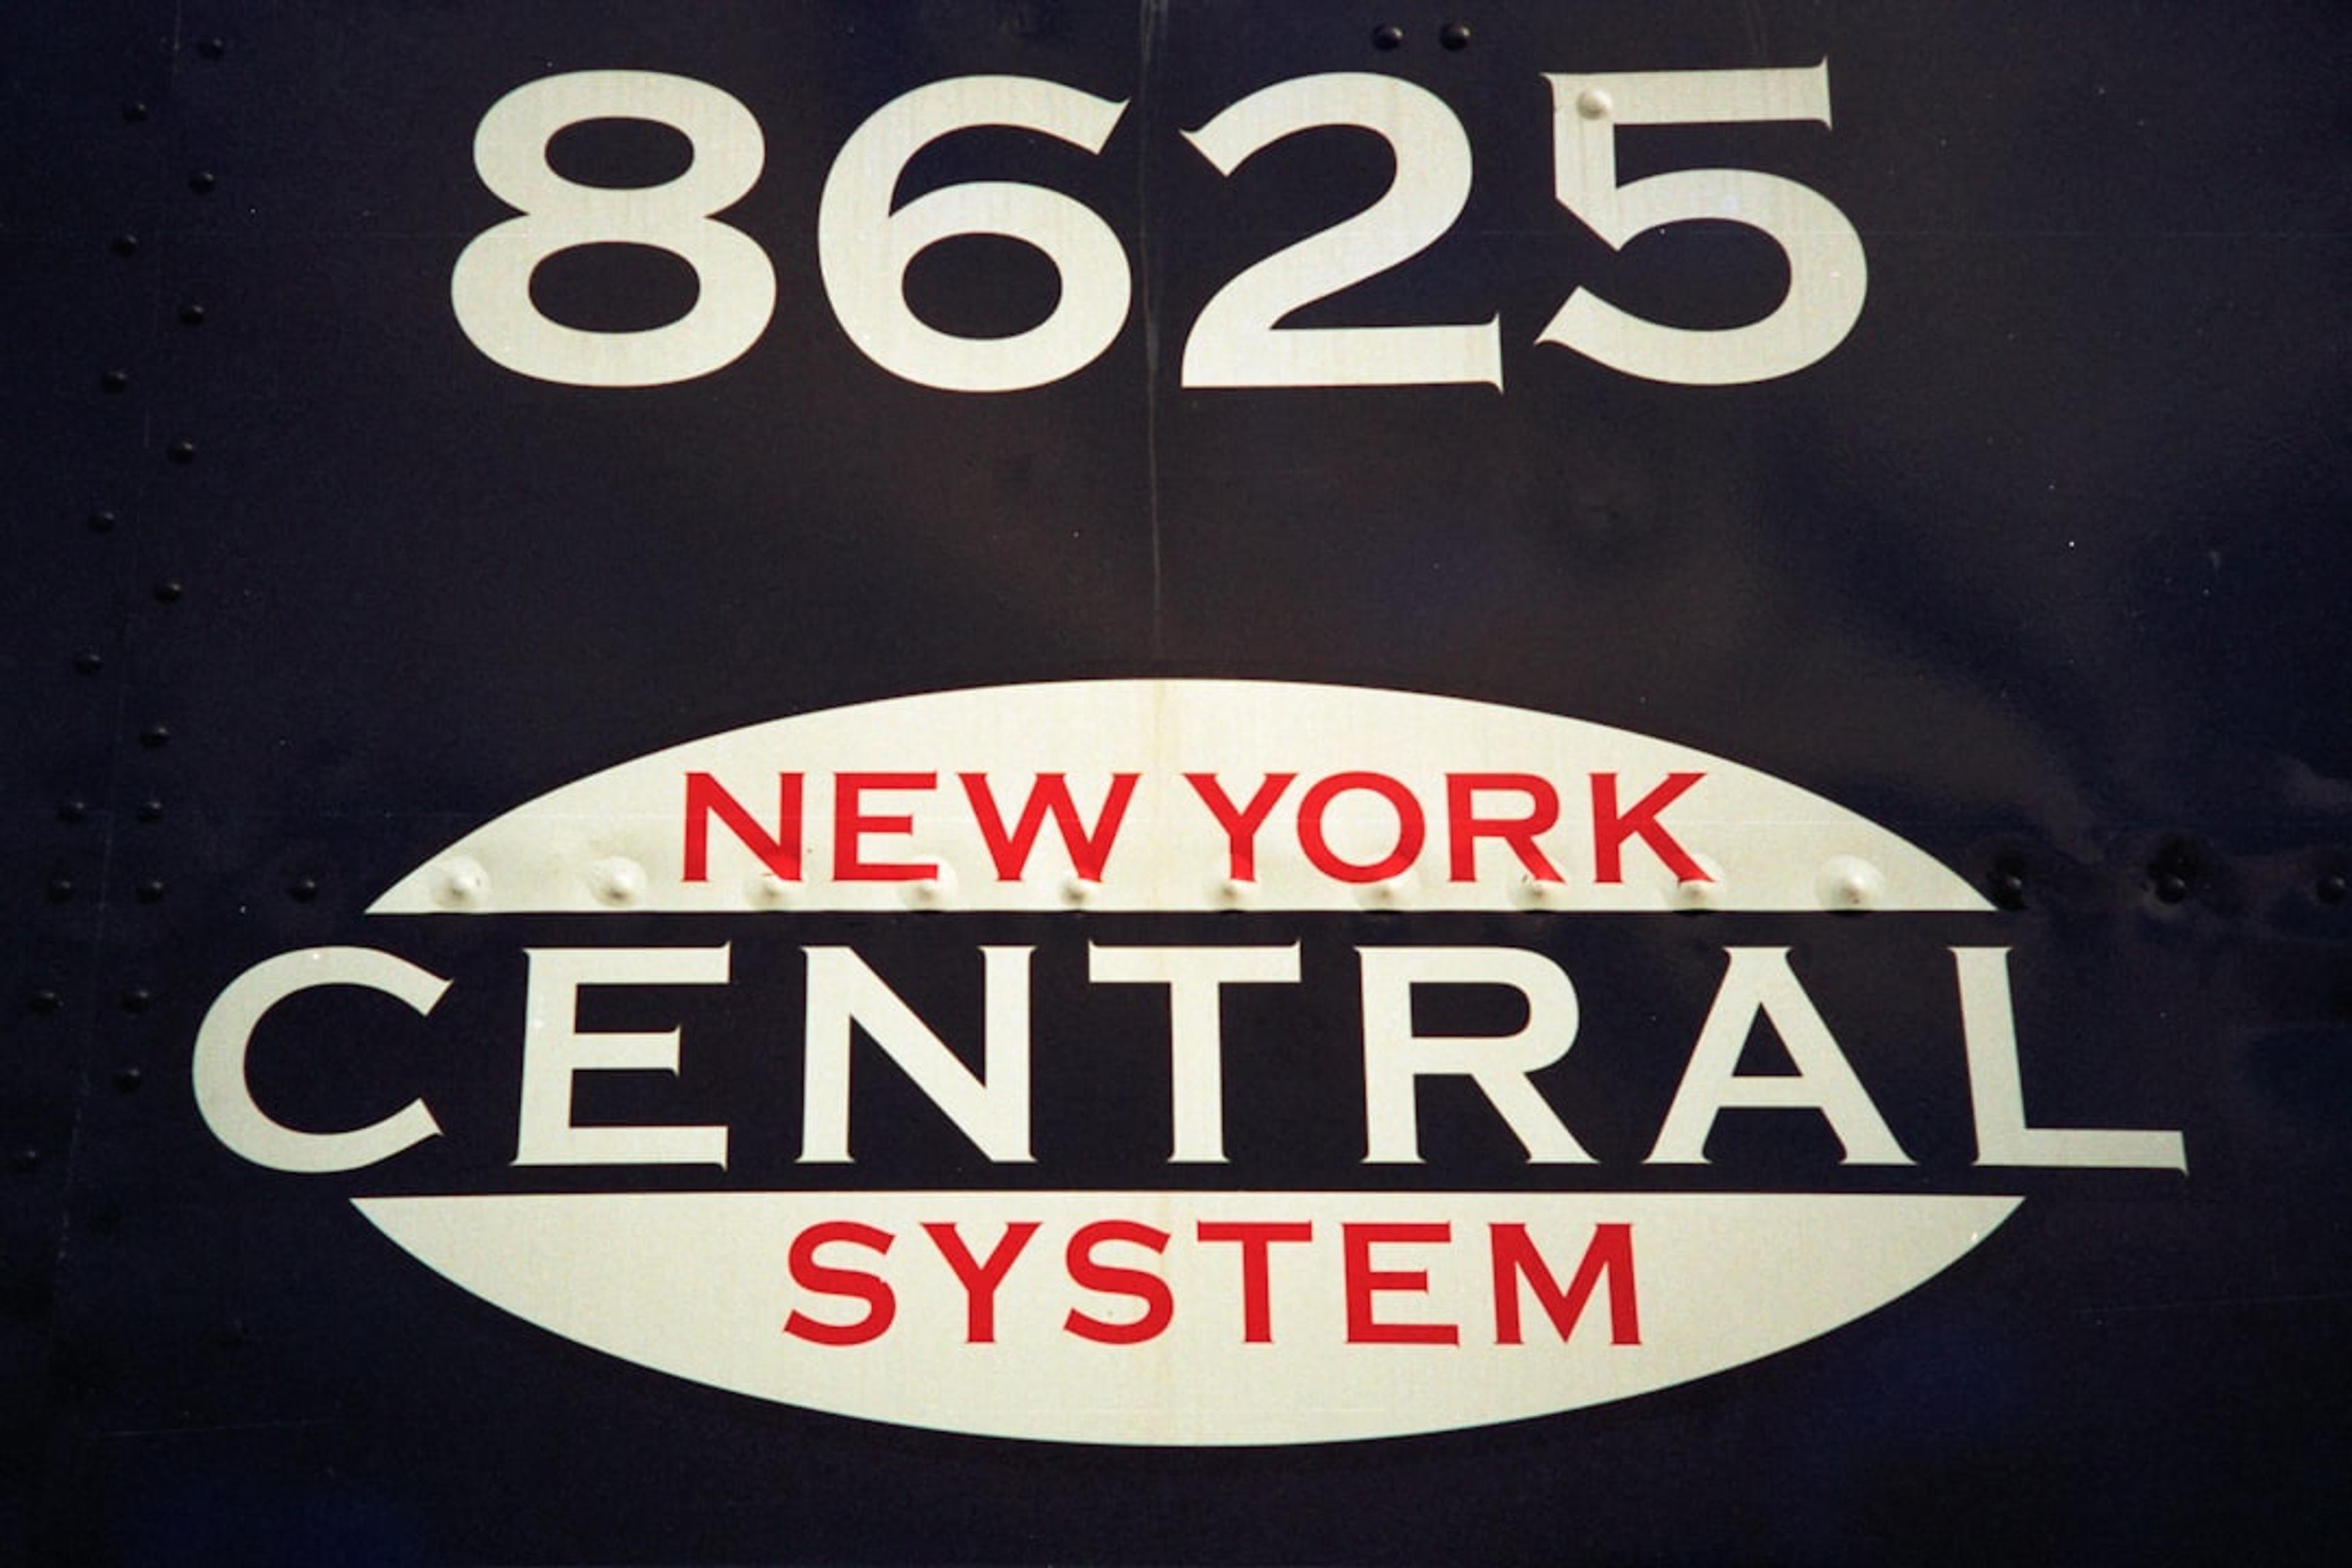 8625
NEW YORK
CENTRAL
SYSTEM